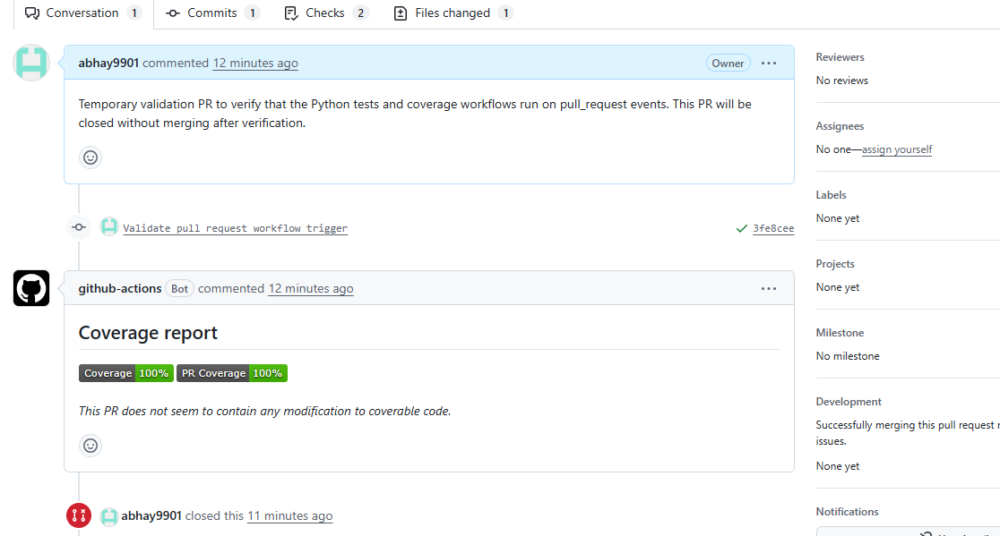 Conversation 1 Commits 1 Checks 2 Files changed 1
abhay9901 commented 12 minutes ago Owner
Temporary validation PR to verify that the Python tests and coverage workflows run on pull_request events. This PR will be
closed without merging after verification.
Validate pull request workflow trigger 3fe8cee
github-actions Bot commented 12 minutes ago
Coverage report
Coverage 100% PR Coverage 100%
This PR does not seem to contain any modification to coverable code.
abhay9901 closed this 11 minutes ago
Reviewers
No reviews
Assignees
No one—assign yourself
Labels
None yet
Projects
None yet
Milestone
No milestone
Development
Successfully merging this pull request
issues.
None yet
Notifications